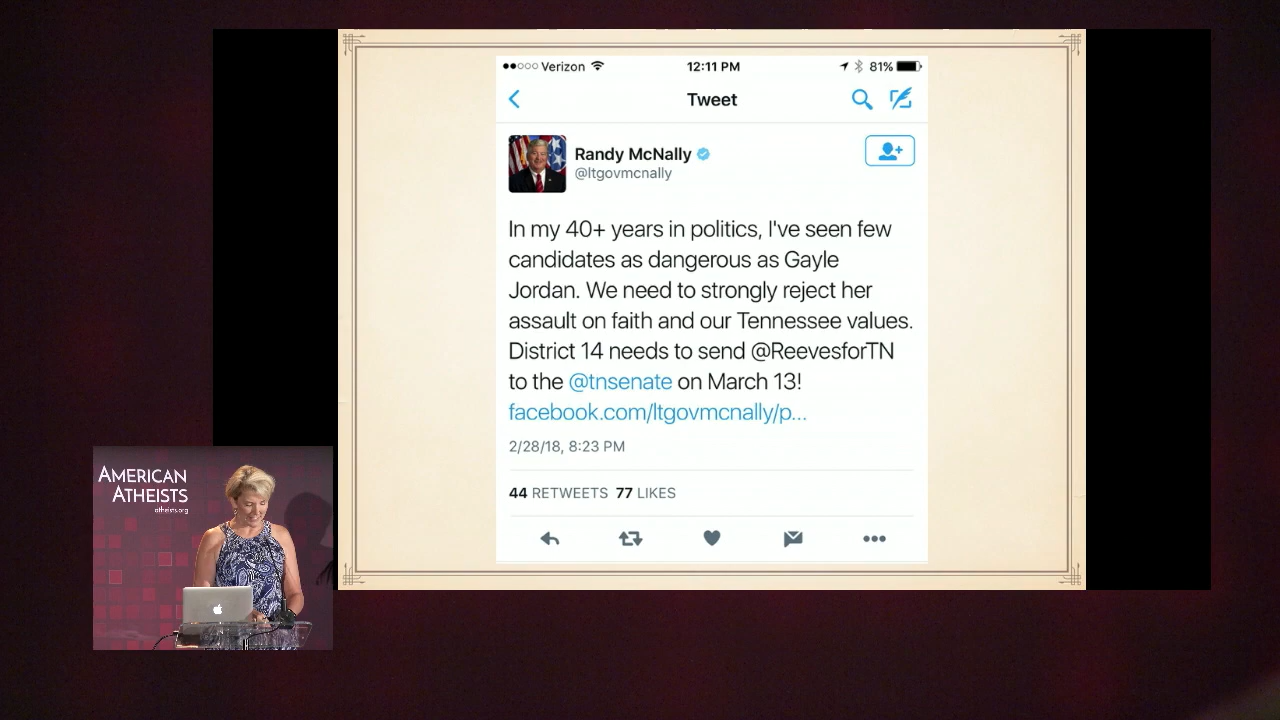 Verizon 12:11 PM 81%
Tweet
Randy McNally
@ltgovmcnally
In my 40+ years in politics, I've seen few
candidates as dangerous as Gayle
Jordan. We need to strongly reject her
assault on faith and our Tennessee values.
District 14 needs to send @ReevesforTN
to the @tnsenate on March 13!
facebook.com/ltgovmcnally/p...
2/28/18, 8:23 PM
44 RETWEETS 77 LIKES
AMERICAN
ATHEISTS
atheists.org